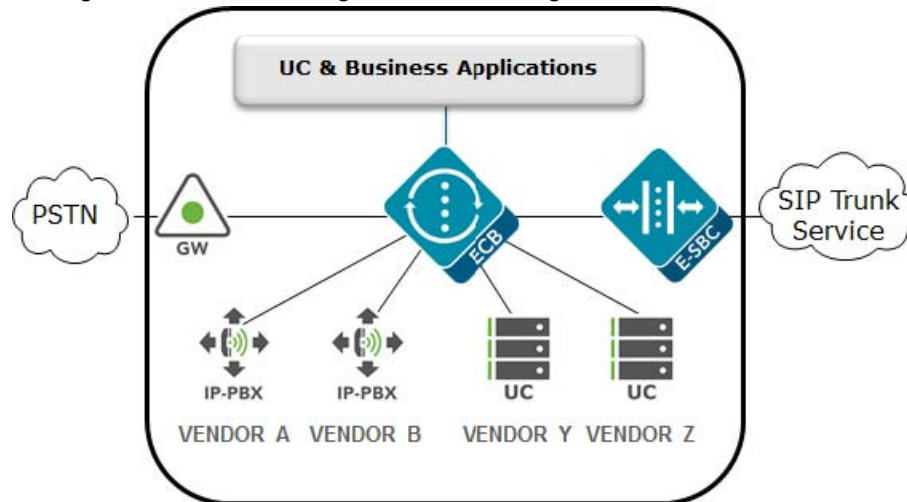 UC & Business Applications
PSTN
GW
ECB
E-SBC
SIP Trunk
Service
IP-PBX
IP-PBX
UC
UC
VENDOR A
VENDOR B
VENDOR Y
VENDOR Z